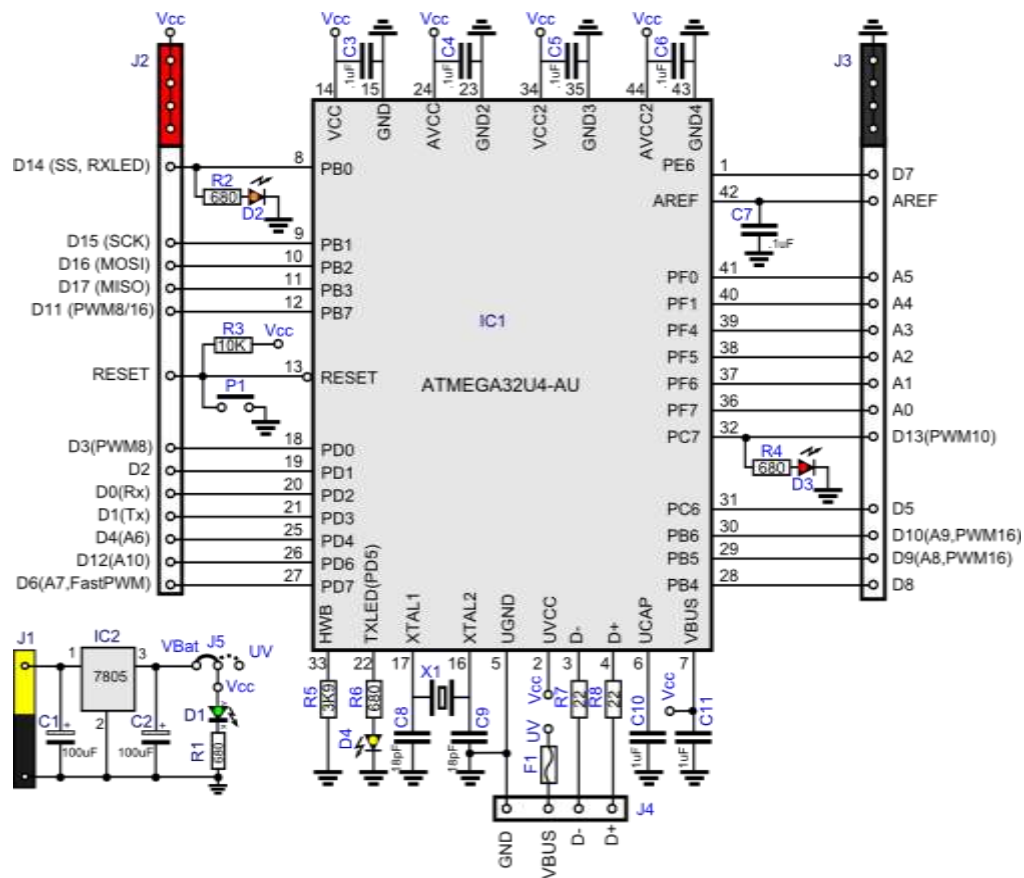 Vcc Vcc Vcc Vcc Vcc
J2 C3 C4 C5 C6 J3
.1uF .1uF .1uF .1uF
14 15 24 23 34 35 44 43
VCC GND AVCC GND2 VCC2 GND3 AVCC2 GND4
D14 (SS, RXLED) 8 PB0 PE6 1 D7
R2
680
D2
AREF 42 AREF
C7
.1uF
D15 (SCK) 9 PB1
D16 (MOSI) 10 PB2
D17 (MISO) 11 PB3
D11 (PWM8/16) 12 PB7
PF0 41 A5
PF1 40 A4
PF4 39 A3
PF5 38 A2
PF6 37 A1
PF7 36 A0
PC7 32 D13(PWM10)
IC1
ATMEGA32U4-AU
R3
10K
Vcc
RESET 13 RESET
P1
R4
680
D3
D3(PWM8) 18 PD0
D2 19 PD1
D0(Rx) 20 PD2
D1(Tx) 21 PD3
D4(A6) 25 PD4
D12(A10) 26 PD6
D6(A7,FastPWM) 27 PD7
PC6 31 D5
PB6 30 D10(A9,PWM16)
PB5 29 D9(A8,PWM16)
PB4 28 D8
HWB TXLED(PD5) XTAL1 XTAL2 UGND UVCC D- D+ UCAP VBUS
33 22 17 16 5 2 3 4 6 7
J1 IC2
1 7805 3
2
VBat J5 UV
Vcc
D1
R1
680
C1 +
100uF
C2 +
100uF
R5
3K9
R6
680
D4
X1
C8
18pF
C9
18pF
Vcc
UV
F1
R7
22
R8
22
C10
1uF
Vcc
C11
1uF
J4
GND VBUS D- D+